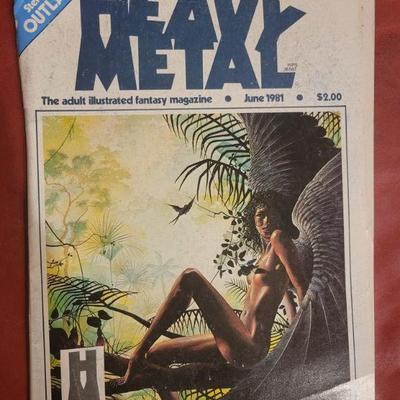 OUTLA
HEAVY
METAL
The adult illustrated fantasy magazine • June 1981 • $2.00